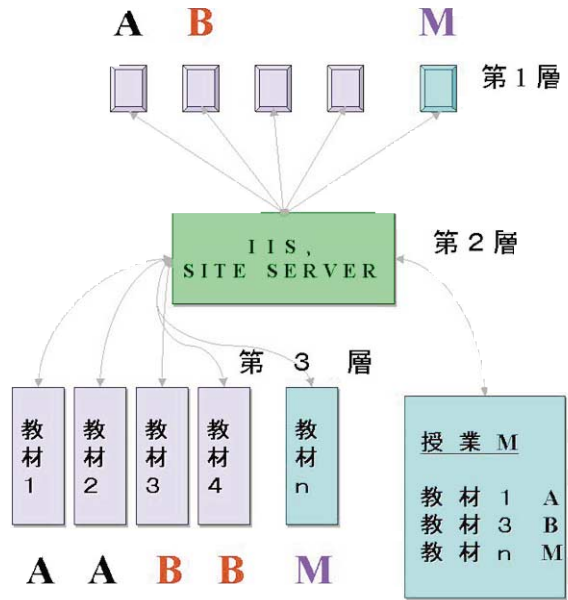 A B M
第1層
IIS,
SITE SERVER
第2層
第 3 層
教材1
教材2
教材3
教材4
教材n
授業M
教材1 A
教材3 B
教材n M
A A B B M